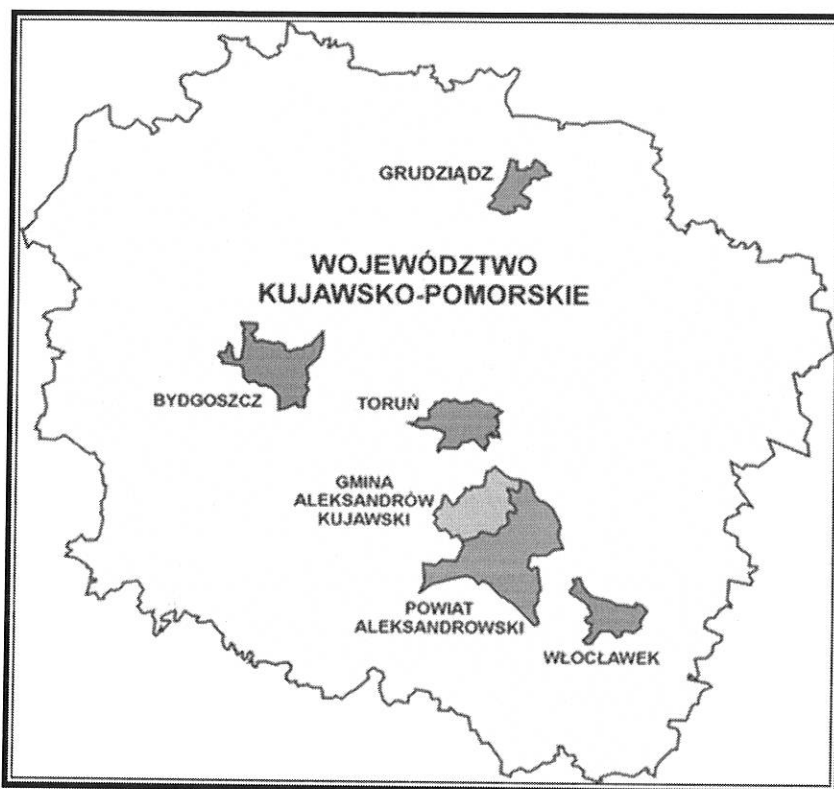 GRUDZIĄDZ
WOJEWÓDZTWO
KUJAWSKO-POMORSKIE
BYDGOSZCZ
TORUŃ
GMINA
ALEKSANDRÓW
KUJAWSKI
POWIAT
ALEKSANDROWSKI
WŁOCŁAWEK